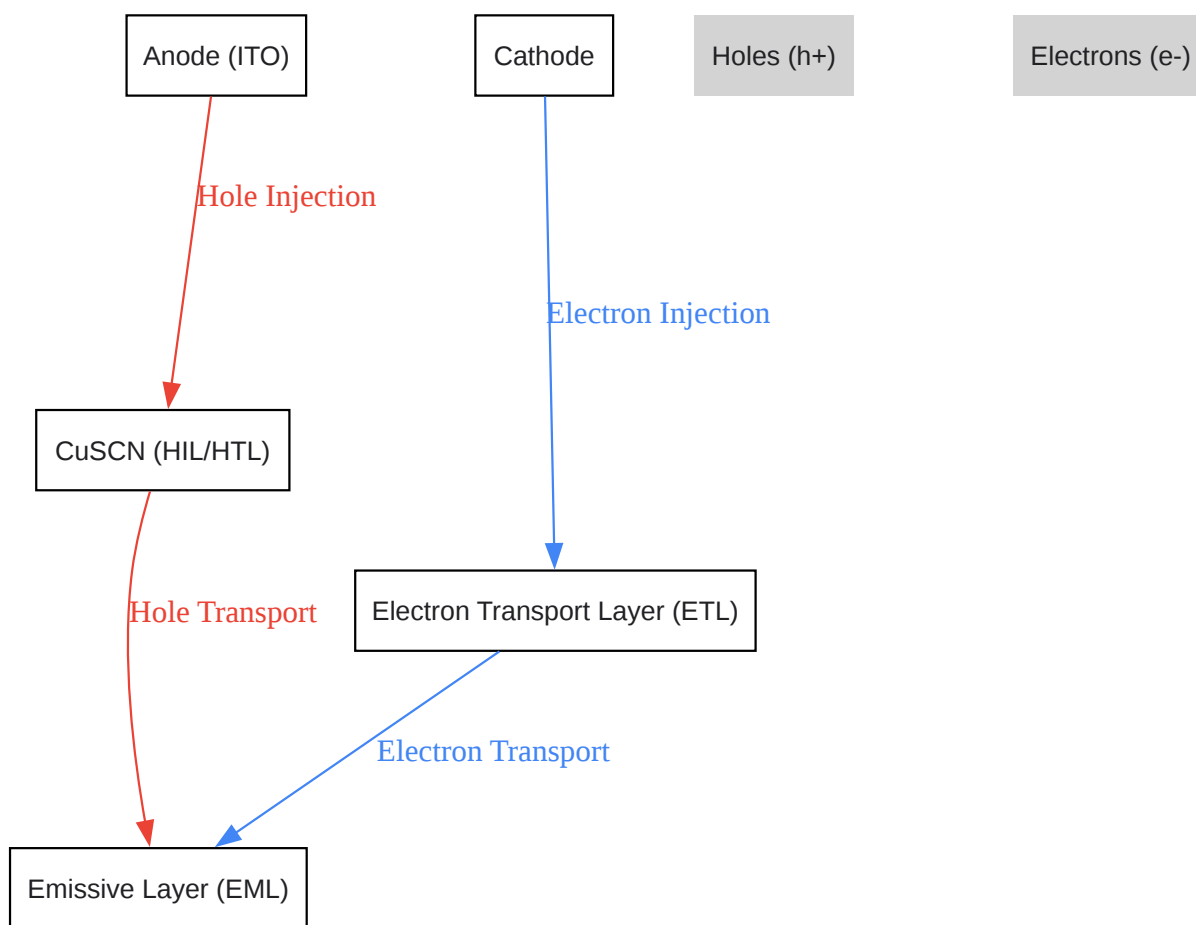 Anode (ITO)
Cathode
Holes (h+)
Electrons (e-)
Hole Injection
Electron Injection
CuSCN (HIL/HTL)
Hole Transport
Electron Transport Layer (ETL)
Electron Transport
Emissive Layer (EML)